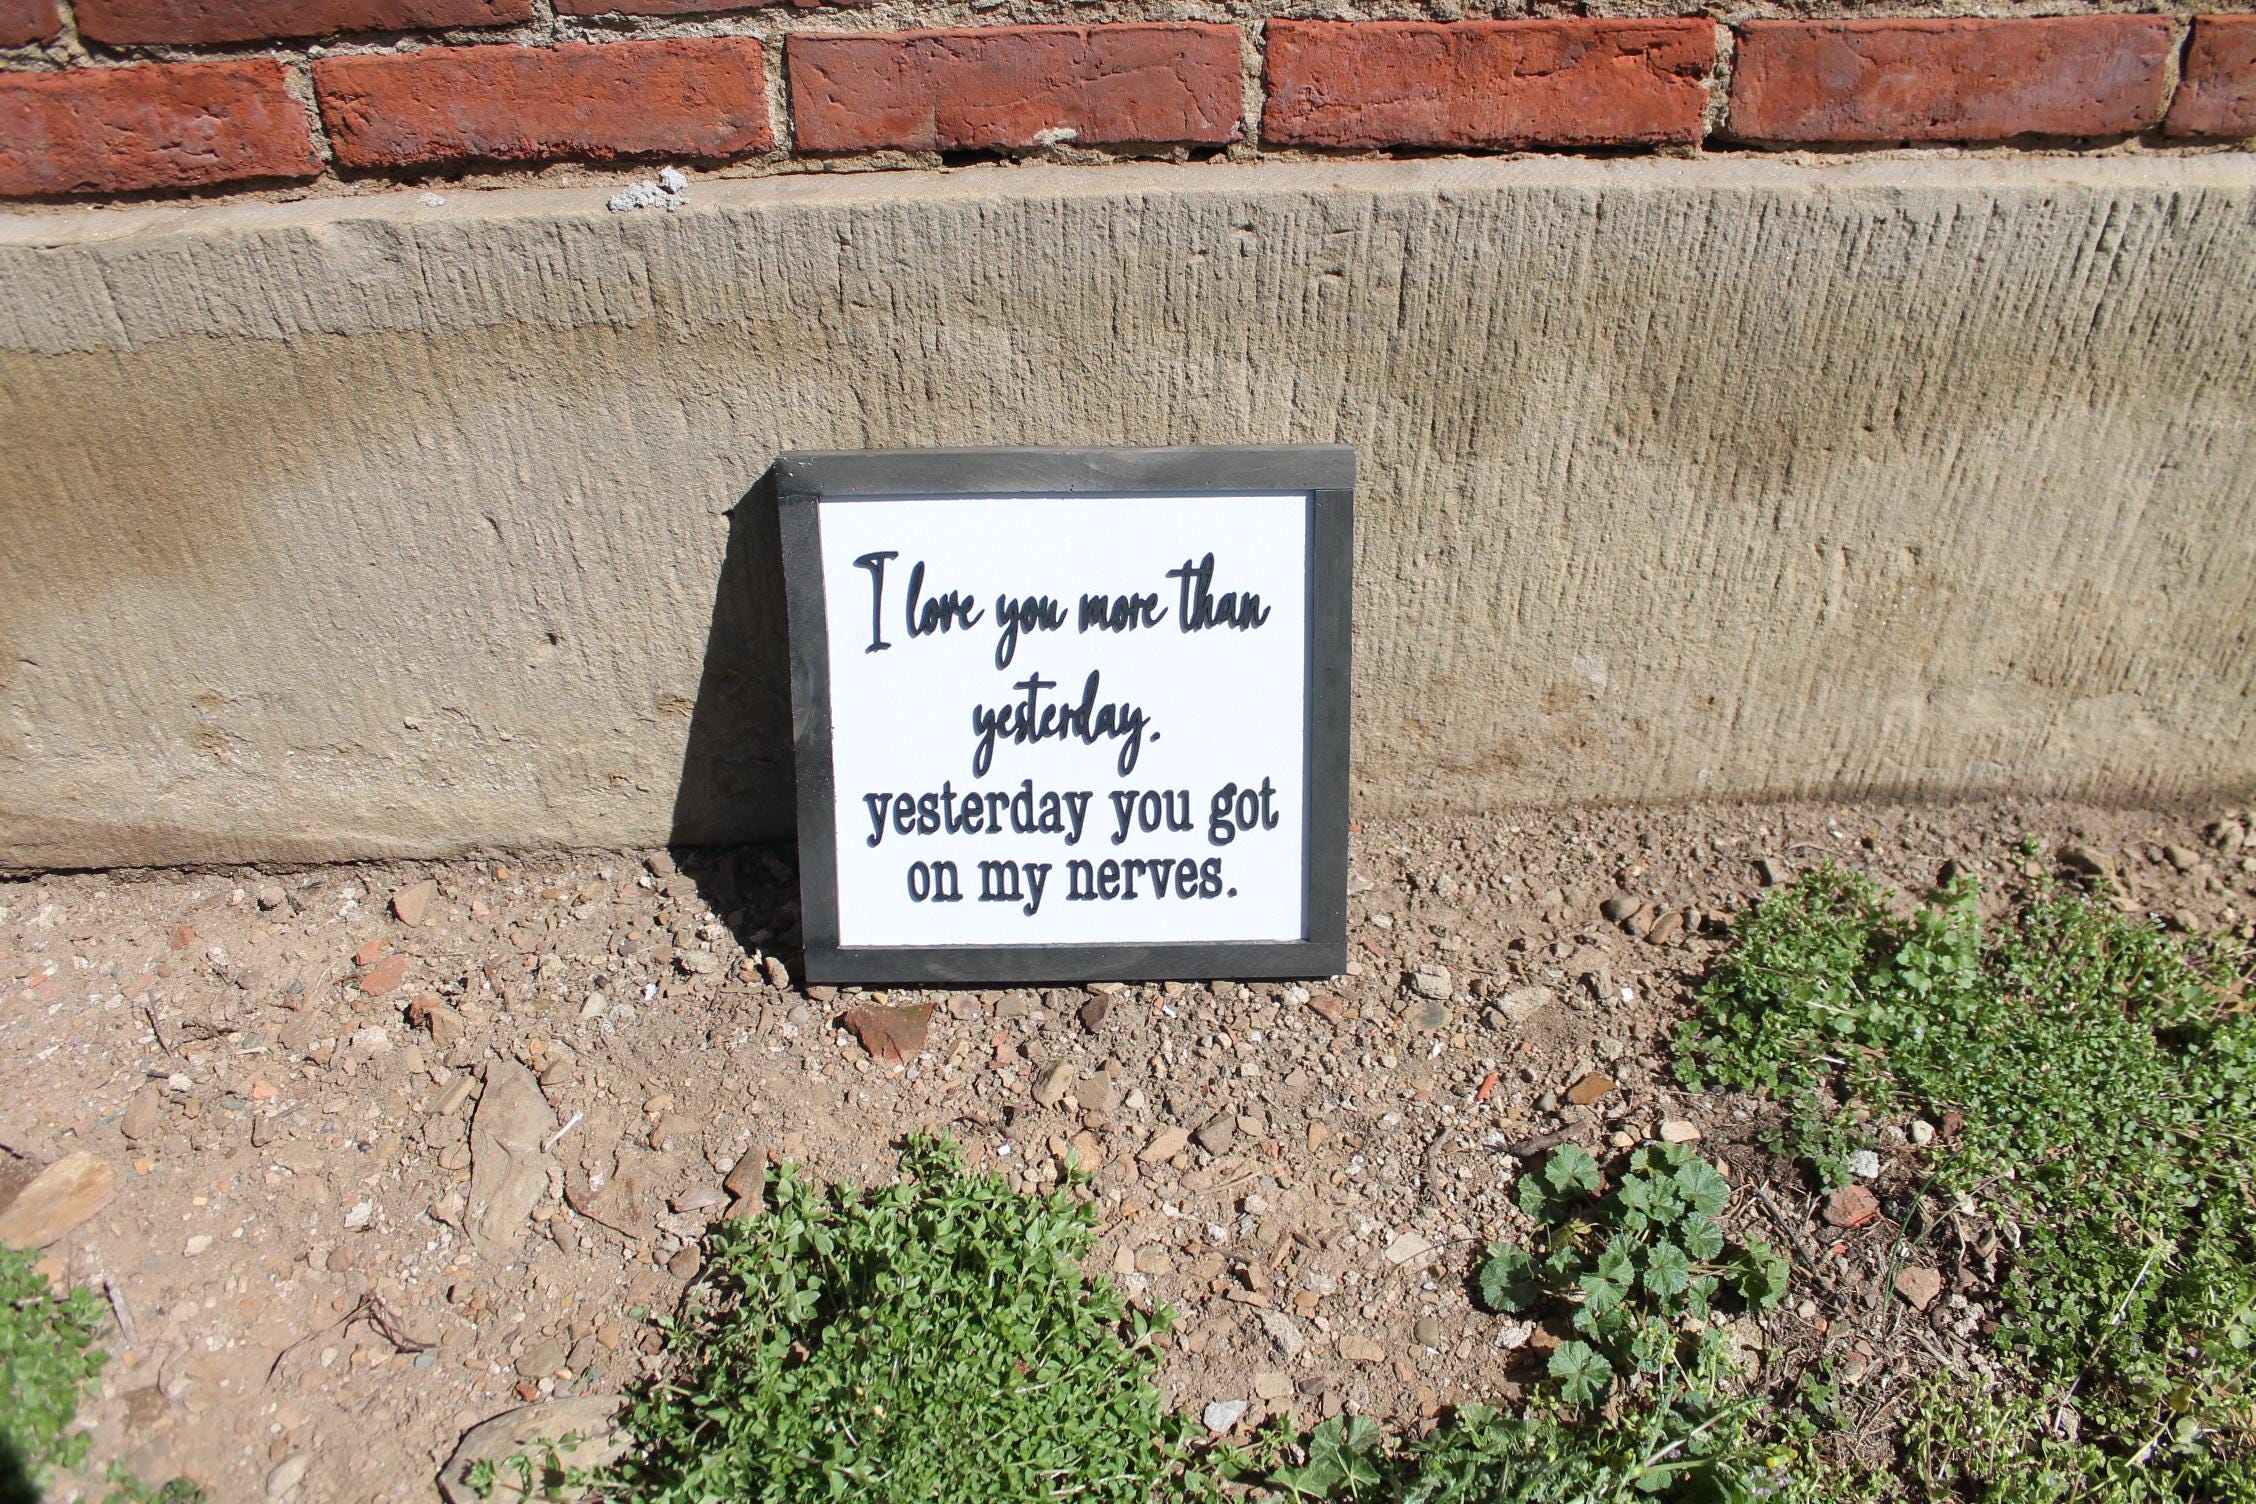 I love you more than
yesterday.
yesterday you got
on my nerves.